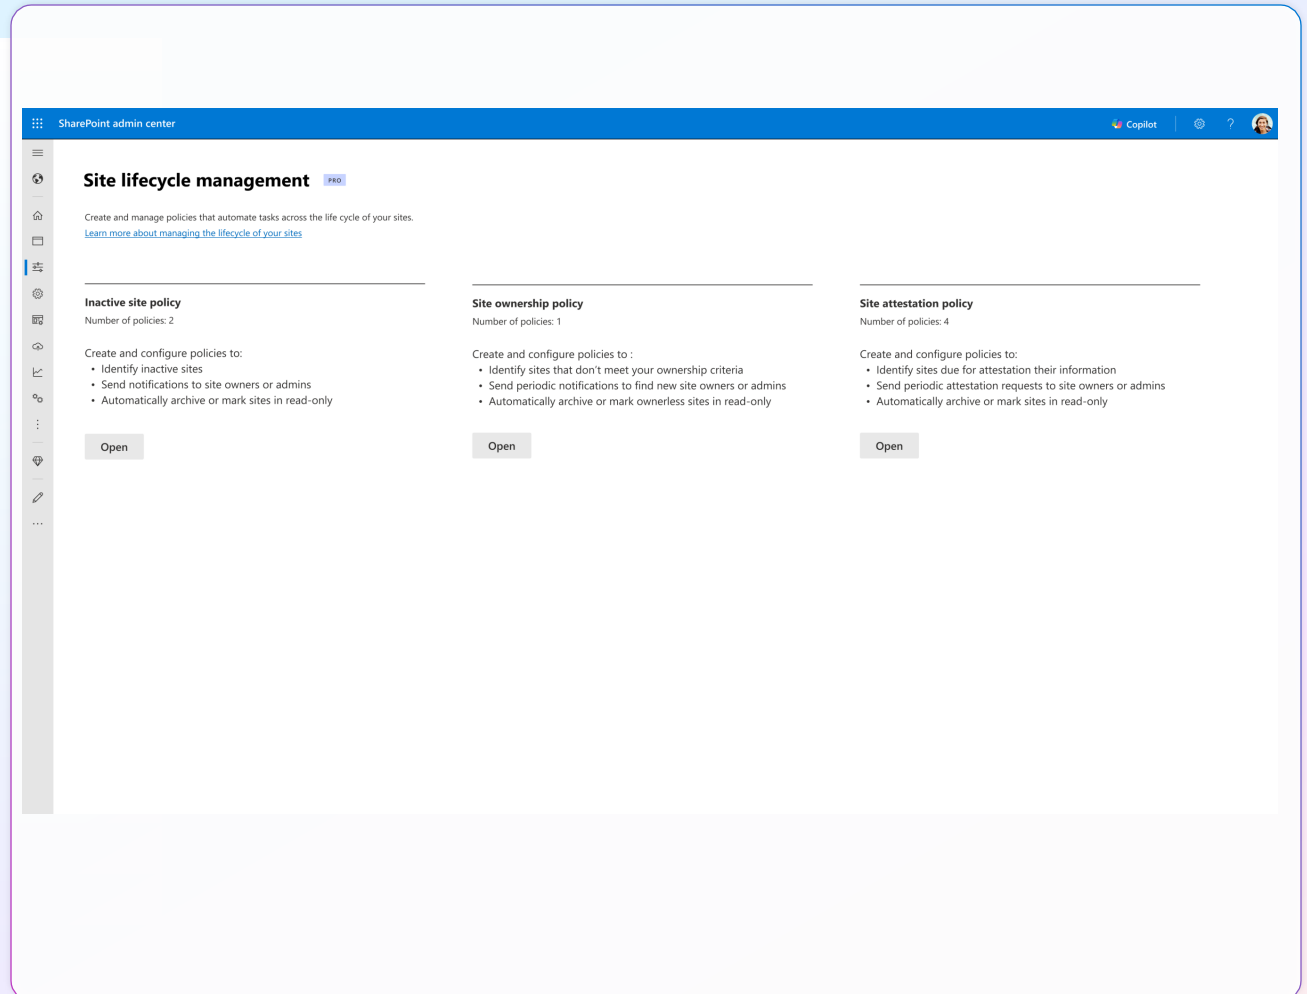 SharePoint admin center
Copilot
?
Site lifecycle management PRO
Create and manage policies that automate tasks across the life cycle of your sites.
Learn more about managing the lifecycle of your sites
Inactive site policy
Number of policies: 2
Create and configure policies to:
• Identify inactive sites
• Send notifications to site owners or admins
• Automatically archive or mark sites in read-only
Open
Site ownership policy
Number of policies: 1
Create and configure policies to :
• Identify sites that don't meet your ownership criteria
• Send periodic notifications to find new site owners or admins
• Automatically archive or mark ownerless sites in read-only
Open
Site attestation policy
Number of policies: 4
Create and configure policies to:
• Identify sites due for attestation their information
• Send periodic attestation requests to site owners or admins
• Automatically archive or mark sites in read-only
Open